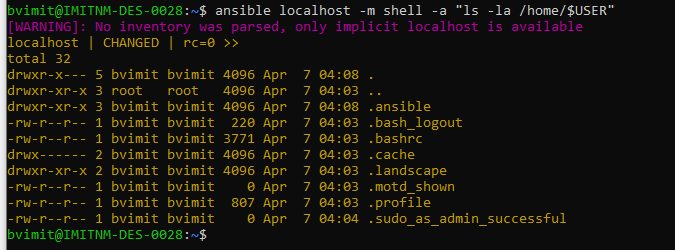 bvimit@IMITNM-DES-0028:~$ ansible localhost -m shell -a "ls -la /home/$USER"
[WARNING]: No inventory was parsed, only implicit localhost is available
localhost | CHANGED | rc=0 >>
total 32
drwxr-x--- 5 bvimit bvimit 4096 Apr  7 04:08 .
drwxr-xr-x 3 root   root   4096 Apr  7 04:03 ..
drwxr-xr-x 3 bvimit bvimit 4096 Apr  7 04:08 .ansible
-rw-r--r-- 1 bvimit bvimit  220 Apr  7 04:03 .bash_logout
-rw-r--r-- 1 bvimit bvimit 3771 Apr  7 04:03 .bashrc
drwx------ 2 bvimit bvimit 4096 Apr  7 04:03 .cache
drwxr-xr-x 2 bvimit bvimit 4096 Apr  7 04:03 .landscape
-rw-r--r-- 1 bvimit bvimit    0 Apr  7 04:03 .motd_shown
-rw-r--r-- 1 bvimit bvimit  807 Apr  7 04:03 .profile
-rw-r--r-- 1 bvimit bvimit    0 Apr  7 04:04 .sudo_as_admin_successful
bvimit@IMITNM-DES-0028:~$